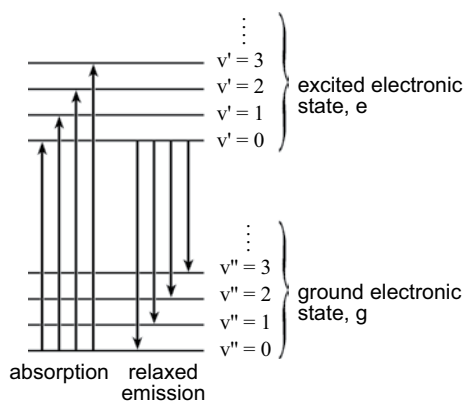 v' = 3
v' = 2
v' = 1
v' = 0
excited electronic
state, e
v" = 3
v" = 2
v" = 1
v" = 0
ground electronic
state, g
absorption
relaxed
emission